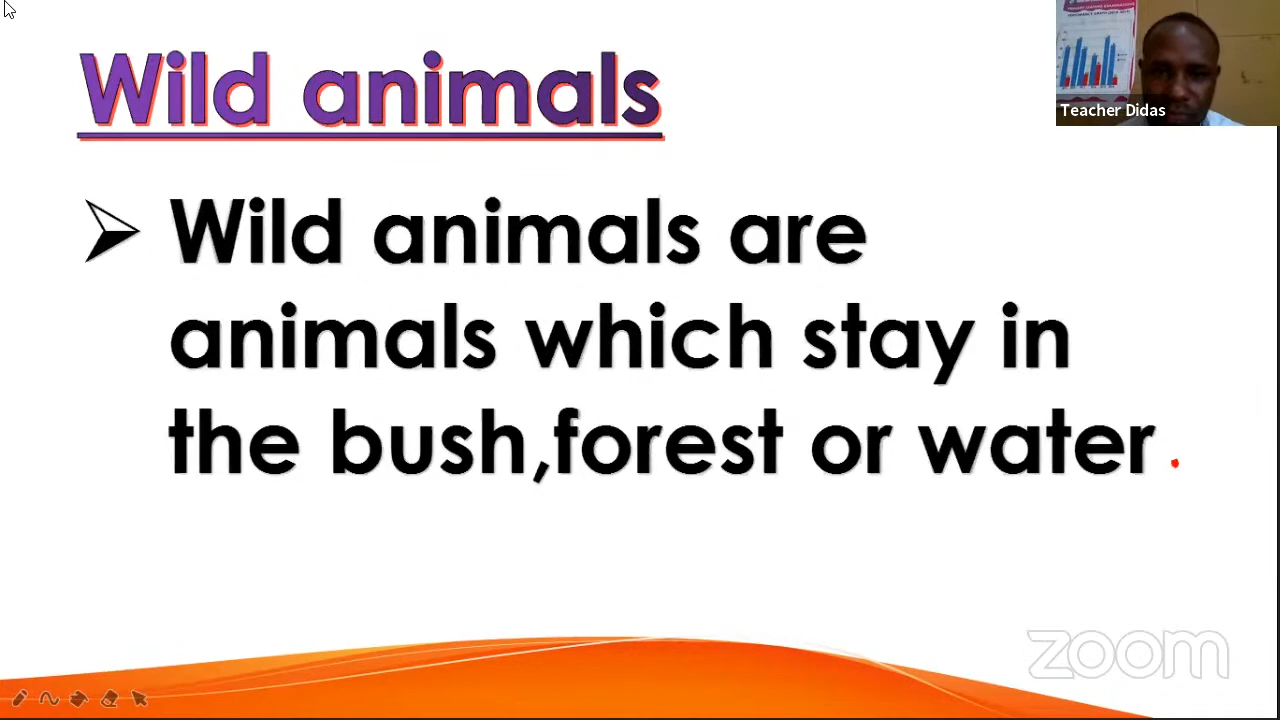 Wild animals
Wild animals are
animals which stay in
the bush,forest or water.
Teacher Didas
zoom